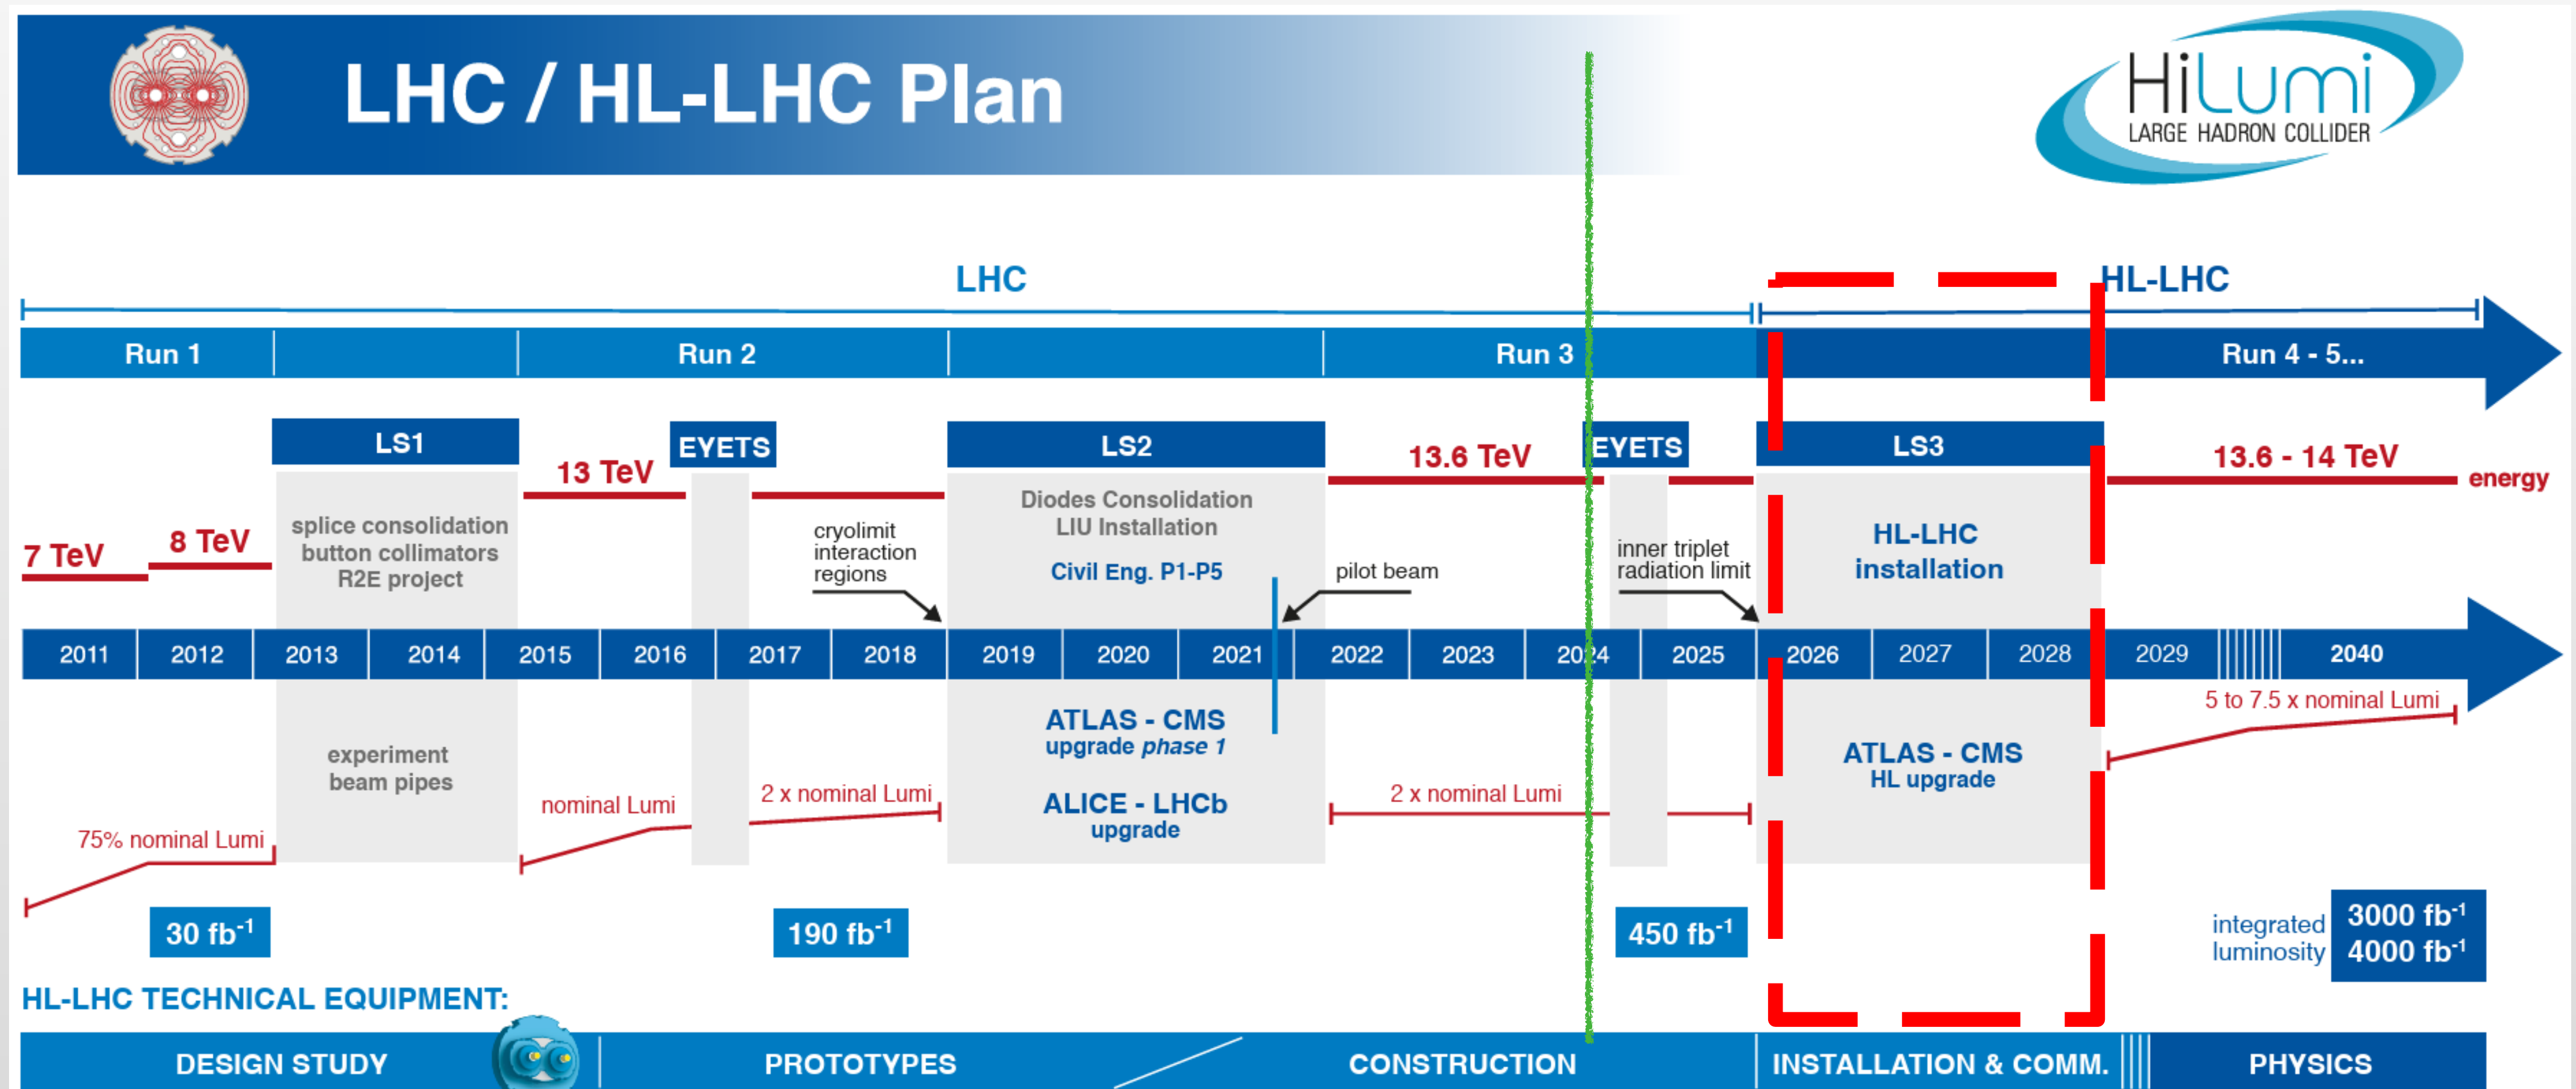 LHC / HL-LHC Plan
HiLumi
LARGE HADRON COLLIDER
LHC
HL-LHC
Run 1
Run 2
Run 3
Run 4 - 5...
LS1
EYETS
LS2
EYETS
LS3
13 TeV
13.6 TeV
13.6 - 14 TeV
energy
7 TeV
8 TeV
splice consolidation
button collimators
R2E project
cryolimit
interaction
regions
Diodes Consolidation
LIU Installation
Civil Eng. P1-P5
pilot beam
inner triplet
radiation limit
HL-LHC
installation
2011 2012 2013 2014 2015 2016 2017 2018 2019 2020 2021 2022 2023 2024 2025 2026 2027 2028 2029 2040
experiment
beam pipes
75% nominal Lumi
nominal Lumi
2 x nominal Lumi
ATLAS - CMS
upgrade phase 1
ALICE - LHCb
upgrade
2 x nominal Lumi
ATLAS - CMS
HL upgrade
5 to 7.5 x nominal Lumi
30 fb⁻¹
190 fb⁻¹
450 fb⁻¹
integrated
luminosity
3000 fb⁻¹
4000 fb⁻¹
HL-LHC TECHNICAL EQUIPMENT:
DESIGN STUDY
PROTOTYPES
CONSTRUCTION
INSTALLATION & COMM.
PHYSICS